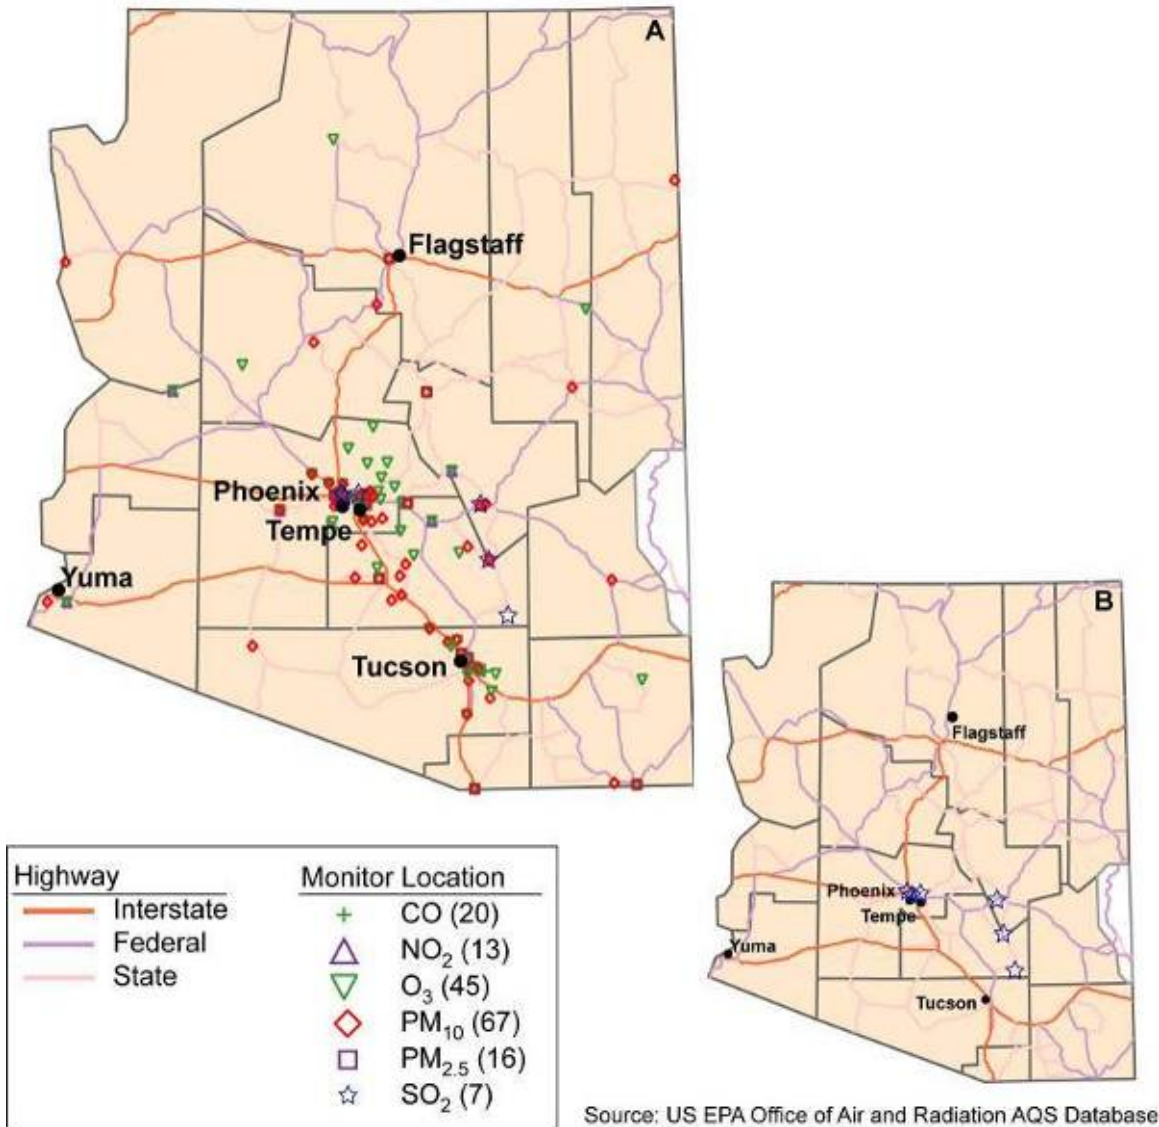 A
Flagstaff
Phoenix
Tempe
Yuma
Tucson
B
Flagstaff
Phoenix
Tempe
Yuma
Tucson
Highway
Interstate
Federal
State
Monitor Location
CO (20)
NO₂ (13)
O₃ (45)
PM₁₀ (67)
PM₂.₅ (16)
SO₂ (7)
Source: US EPA Office of Air and Radiation AQS Database